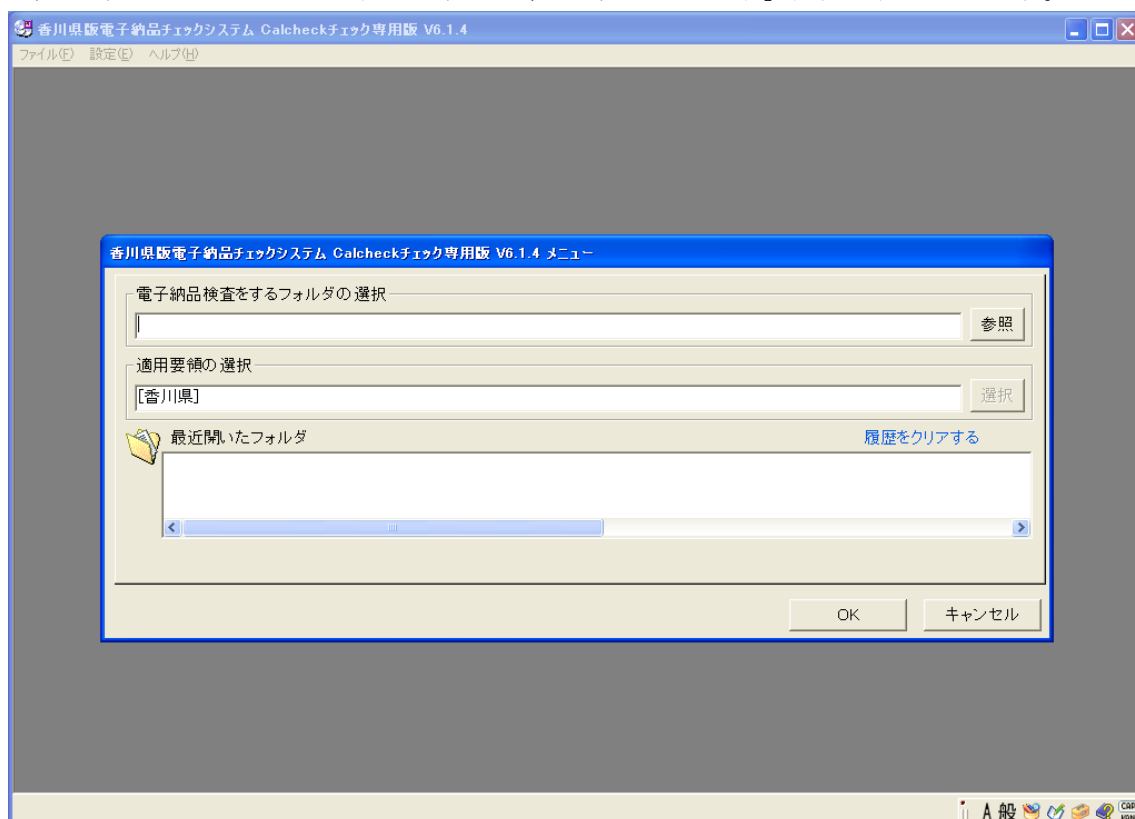 香川県版電子納品チェックシステム Calcheckチェック専用版 V6.1.4
ファイル(F) 設定(E) ヘルプ(H)
香川県版電子納品チェックシステム Calcheckチェック専用版 V6.1.4 メニュー
電子納品検査をするフォルダの選択
参照
適用要領の選択
[香川県]
選択
最近開いたフォルダ
履歴をクリアする
OK
キャンセル
A 般
CAP